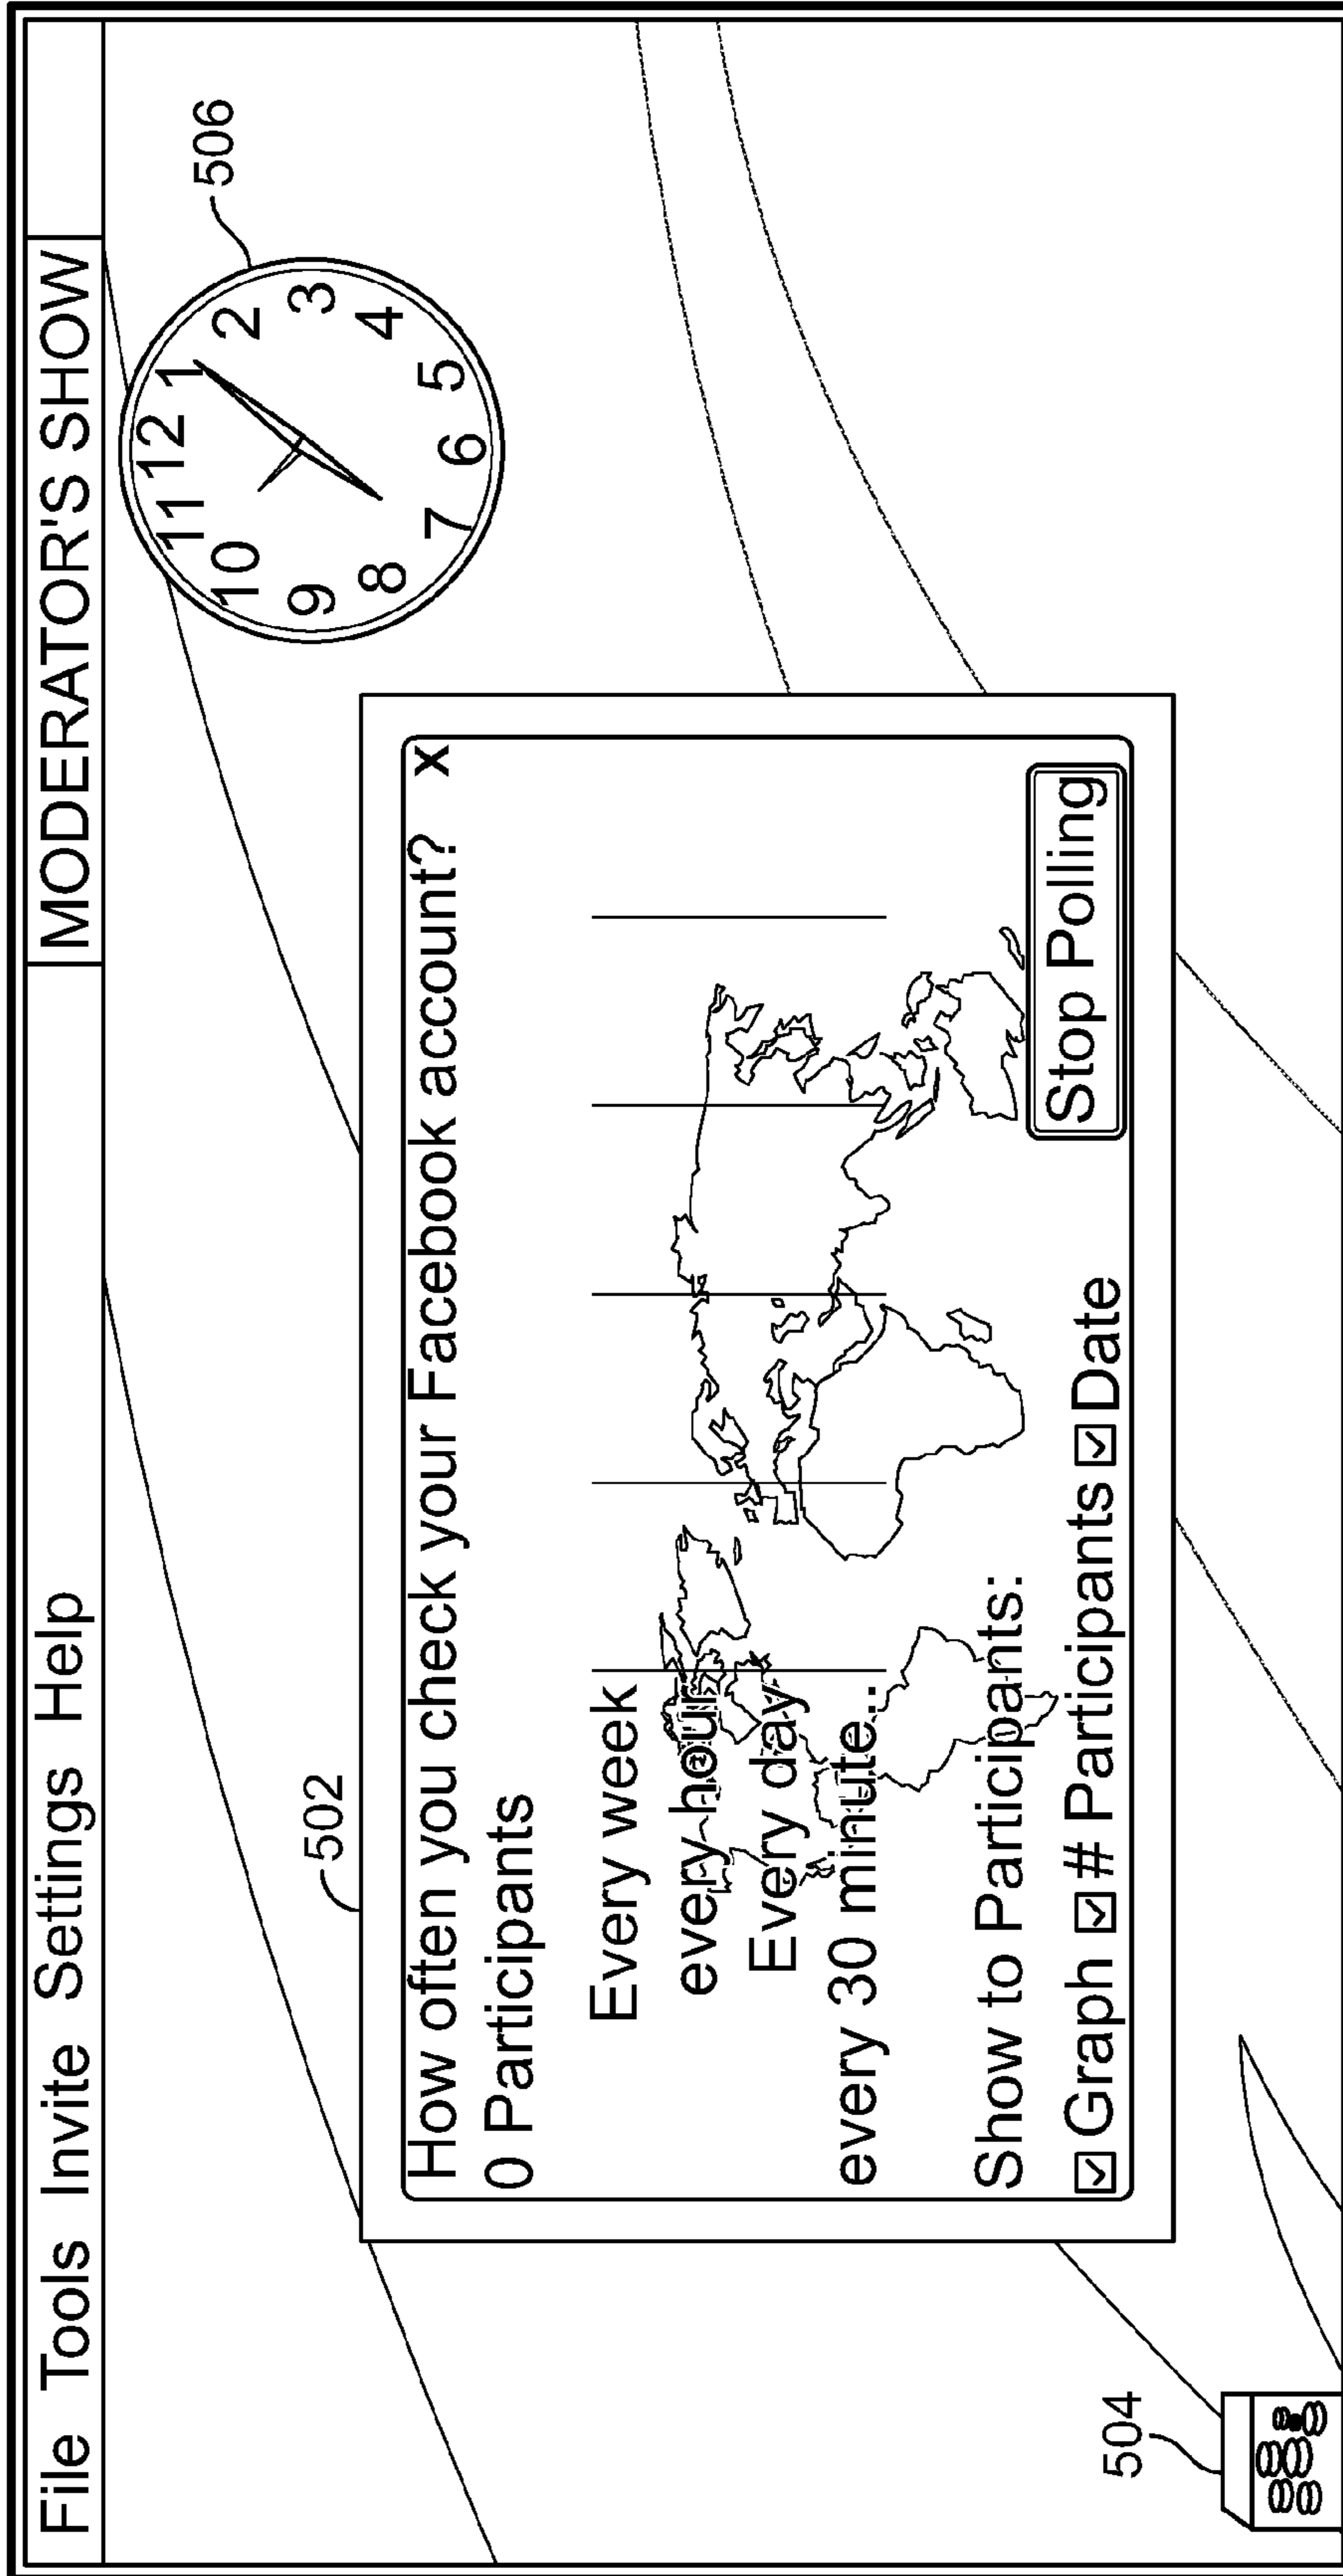 File Tools Invite Settings Help
MODERATOR'S SHOW
506
12
1
2
3
4
5
6
7
8
9
10
11
502
How often you check your Facebook account? x
0 Participants
Every week
every hour
Every day
every 30 minute..
Show to Participants:
Graph # Participants Date
Stop Polling
504